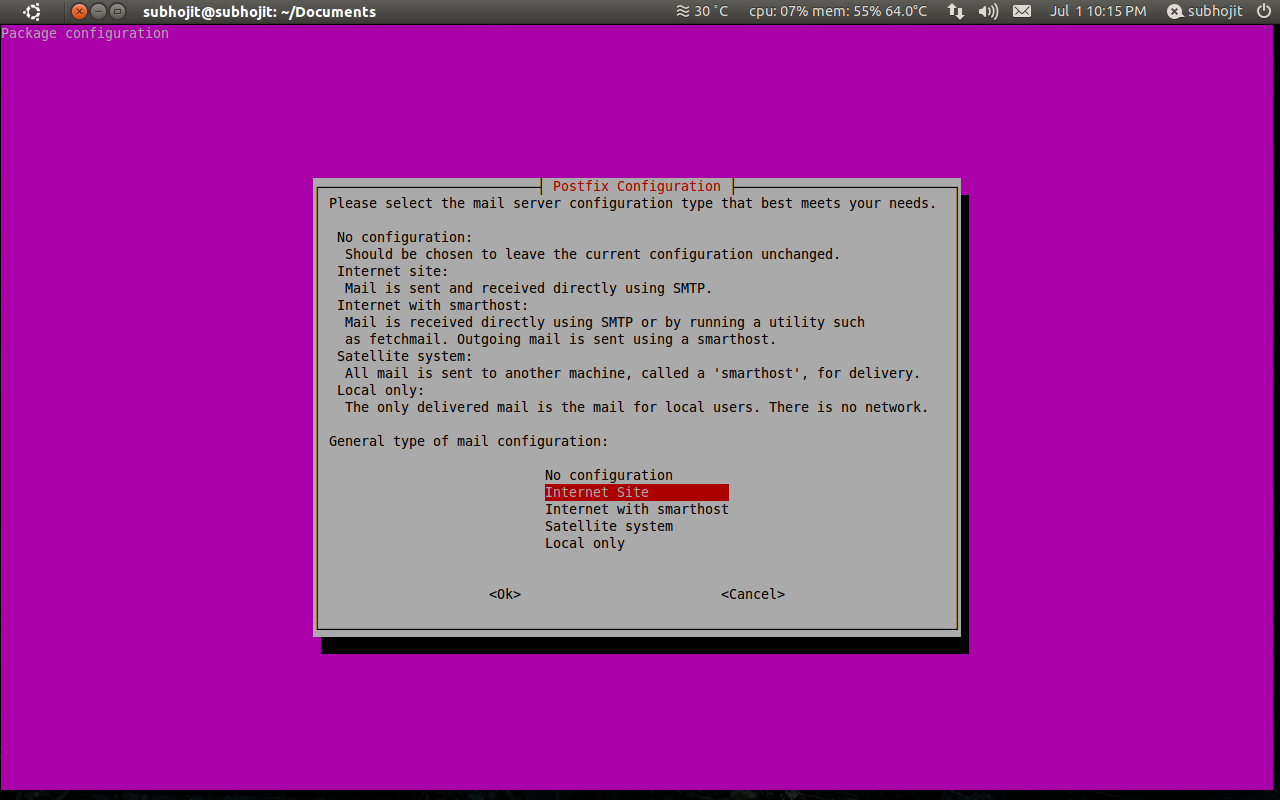 subhojit@subhojit: ~/Documents 30 °C cpu: 07% mem: 55% 64.0°C Jul 1 10:15 PM subhojit
Package configuration
Postfix Configuration
Please select the mail server configuration type that best meets your needs.
No configuration:
Should be chosen to leave the current configuration unchanged.
Internet site:
Mail is sent and received directly using SMTP.
Internet with smarthost:
Mail is received directly using SMTP or by running a utility such
as fetchmail. Outgoing mail is sent using a smarthost.
Satellite system:
All mail is sent to another machine, called a 'smarthost', for delivery.
Local only:
The only delivered mail is the mail for local users. There is no network.
General type of mail configuration:
No configuration
Internet Site
Internet with smarthost
Satellite system
Local only
<Ok> <Cancel>